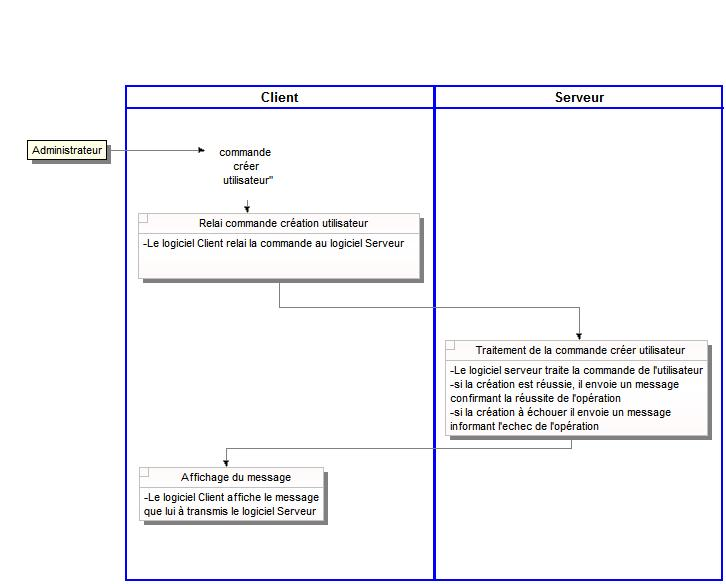 Client
Serveur
Administrateur
commande
créer
utilisateur"
Relai commande création utilisateur
-Le logiciel Client relai la commande au logiciel Serveur
Traitement de la commande créer utilisateur
-Le logiciel serveur traite la commande de l'utilisateur
-si la création est réussie, il envoie un message
confirmant la réussite de l'opération
-si la création à échouer il envoie un message
informant l'echec de l'opération
Affichage du message
-Le logiciel Client affiche le message
que lui à transmis le logiciel Serveur